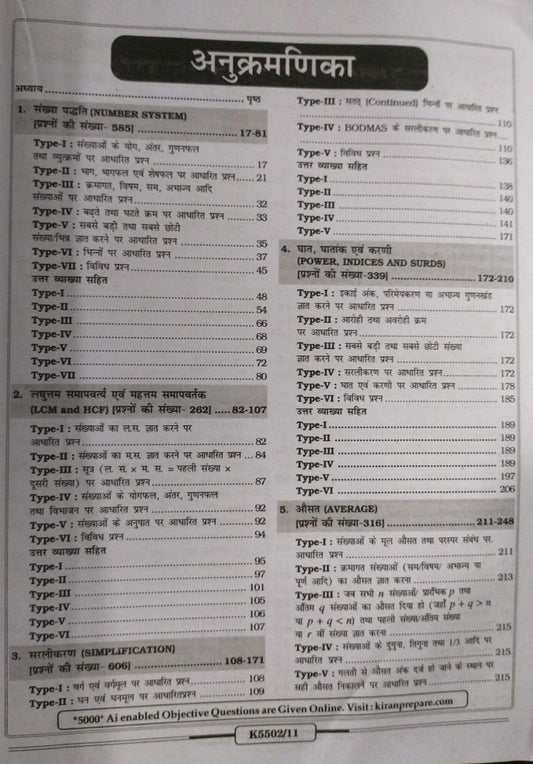 अनुक्रमणिका
अध्याय ........ पृष्ठ
1. संख्या पद्धति (NUMBER SYSTEM)
[प्रश्नों की संख्या- 585] ........ 17-81
Type-I : संख्याओं के योग, अंतर, गुणनफल
तथा व्युत्क्रमों पर आधारित प्रश्न ........ 17
Type-II : भाग, भागफल एवं शेषफल पर आधारित प्रश्न ..... 21
Type-III : क्रमागत, विषम, सम, अभाज्य आदि
संख्याओं पर आधारित प्रश्न ........ 32
Type-IV : बढ़ते तथा घटते क्रम पर आधारित प्रश्न ........ 33
Type-V : सबसे बड़ी तथा सबसे छोटी
संख्या/भिन्न ज्ञात करने पर आधारित प्रश्न ........ 35
Type-VI : भिन्नों पर आधारित प्रश्न ........ 37
Type-VII : विविध प्रश्न ........ 45
उत्तर व्याख्या सहित
Type-I ........ 48
Type-II ........ 54
Type-III ........ 66
Type-IV ........ 68
Type-V ........ 69
Type-VI ........ 72
Type-VII ........ 80
2. लघुत्तम समापवर्त्य एवं महत्तम समापवर्तक
(LCM and HCF) [प्रश्नों की संख्या- 262] ..... 82-107
Type-I : संख्याओं का ल.स. ज्ञात करने पर
आधारित प्रश्न ........ 82
Type-II : संख्याओं का म.स. ज्ञात करने पर आधारित प्रश्न ... 84
Type-III : सूत्र (ल. स. × म. स. = पहली संख्या ×
दूसरी संख्या) पर आधारित प्रश्न ........ 87
Type-IV : संख्याओं के योगफल, अंतर, गुणनफल
तथा विभाजन पर आधारित प्रश्न ........ 92
Type-V : संख्याओं के अनुपात पर आधारित प्रश्न ........ 92
Type-VI : विविध प्रश्न ........ 94
उत्तर व्याख्या सहित
Type-I ........ 95
Type-II ........ 97
Type-III ........ 101
Type-IV ........ 105
Type-V ........ 106
Type-VI ........ 107
3. सरलीकरण (SIMPLIFICATION)
[प्रश्नों की संख्या- 606] ........ 108-171
Type-I : वर्ग एवं वर्गमूल पर आधारित प्रश्न ........ 108
Type-II : घन एवं घनमूल पर आधारितप्रश्न ........ 109
Type-III : सतत् (Continued) भिन्नों पर आधारित प्रश्न
........ 110
Type-IV : BODMAS के सरलीकरण पर आधारित प्रश्न
........ 110
Type-V : विविध प्रश्न ........ 136
उत्तर व्याख्या सहित
Type-I ........ 138
Type-II ........ 140
Type-III ........ 140
Type-IV ........ 141
Type-V ........ 171
4. घात, घातांक एवं करणी
(POWER, INDICES AND SURDS)
[प्रश्नों की संख्या-339] ........ 172-210
Type-I : इकाई अंक, परिमेयकरण या अभाज्य गुणनखंड
ज्ञात करने पर आधारित प्रश्न ........ 172
Type-II : आरोही तथा अवरोही क्रम
पर आधारित प्रश्न ........ 172
Type-III : सबसे बड़ी तथा सबसे छोटी संख्या
ज्ञात करने पर आधारित प्रश्न ........ 172
Type-IV : सरलीकरण पर आधारित प्रश्न ........ 172
Type-V : घात एवं करणी पर आधारित प्रश्न ........ 178
Type-VI : विविध प्रश्न ........ 185
उत्तर व्याख्या सहित
Type-I ........ 189
Type-II ........ 189
Type-III ........ 189
Type-IV ........ 189
Type-V ........ 197
Type-VI ........ 206
5. औसत (AVERAGE)
[प्रश्नों की संख्या-316] ........ 211-248
Type-I : संख्याओं के मूल औसत तथा परस्पर संबंध पर
आधारित प्रश्न ........ 211
Type-II : क्रमागत संख्याओं (सम/विषम/ अभाज्य या
पूर्ण आदि) का औसत ज्ञात करना ........ 213
Type-III : जब सभी n संख्याओं/ प्रारंभिक p तथा
अंतिम q संख्याओं का औसत दिया हो (जहाँ p + q > n
या p + q < n) तथा पहली संख्या/अंतिम संख्या
या r वीं संख्या ज्ञात करना ........ 215
Type-IV : संख्याओं के दुगुना, तिगुना तथा 1/3 आदि पर
आधारित प्रश्न ........ 215
Type-V : गलती से औसत अंक दर्ज हो जाने के स्थान पर
सही औसत निकालने पर आधारित प्रश्न ........ 215
*5000+ Ai enabled Objective Questions are Given Online. Visit : kiranprepare.com
K5502/11